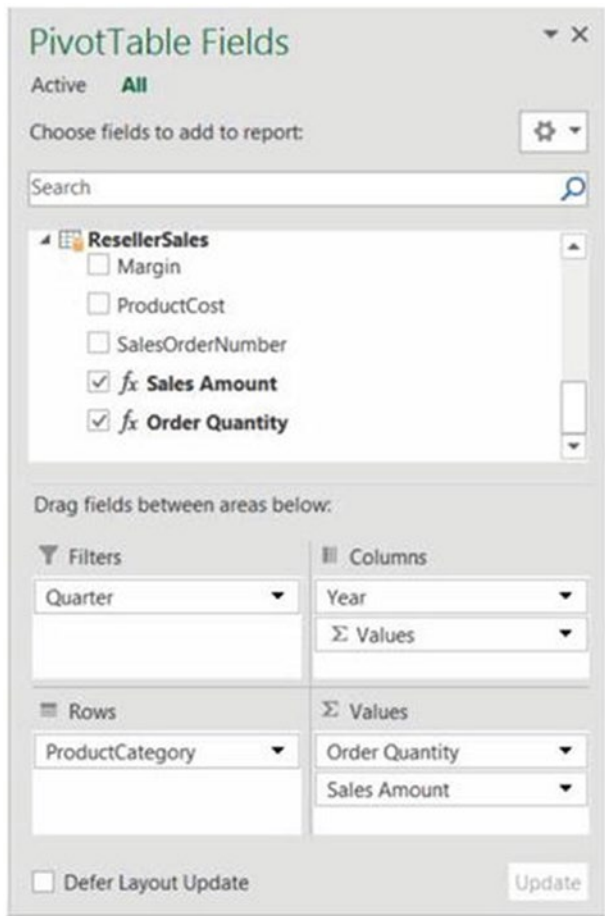 PivotTable Fields
Active All
Choose fields to add to report:
Search
ResellerSales
Margin
ProductCost
SalesOrderNumber
fx Sales Amount
fx Order Quantity
Drag fields between areas below:
Filters
Quarter
Columns
Year
Σ Values
Rows
ProductCategory
Σ Values
Order Quantity
Sales Amount
Defer Layout Update
Update